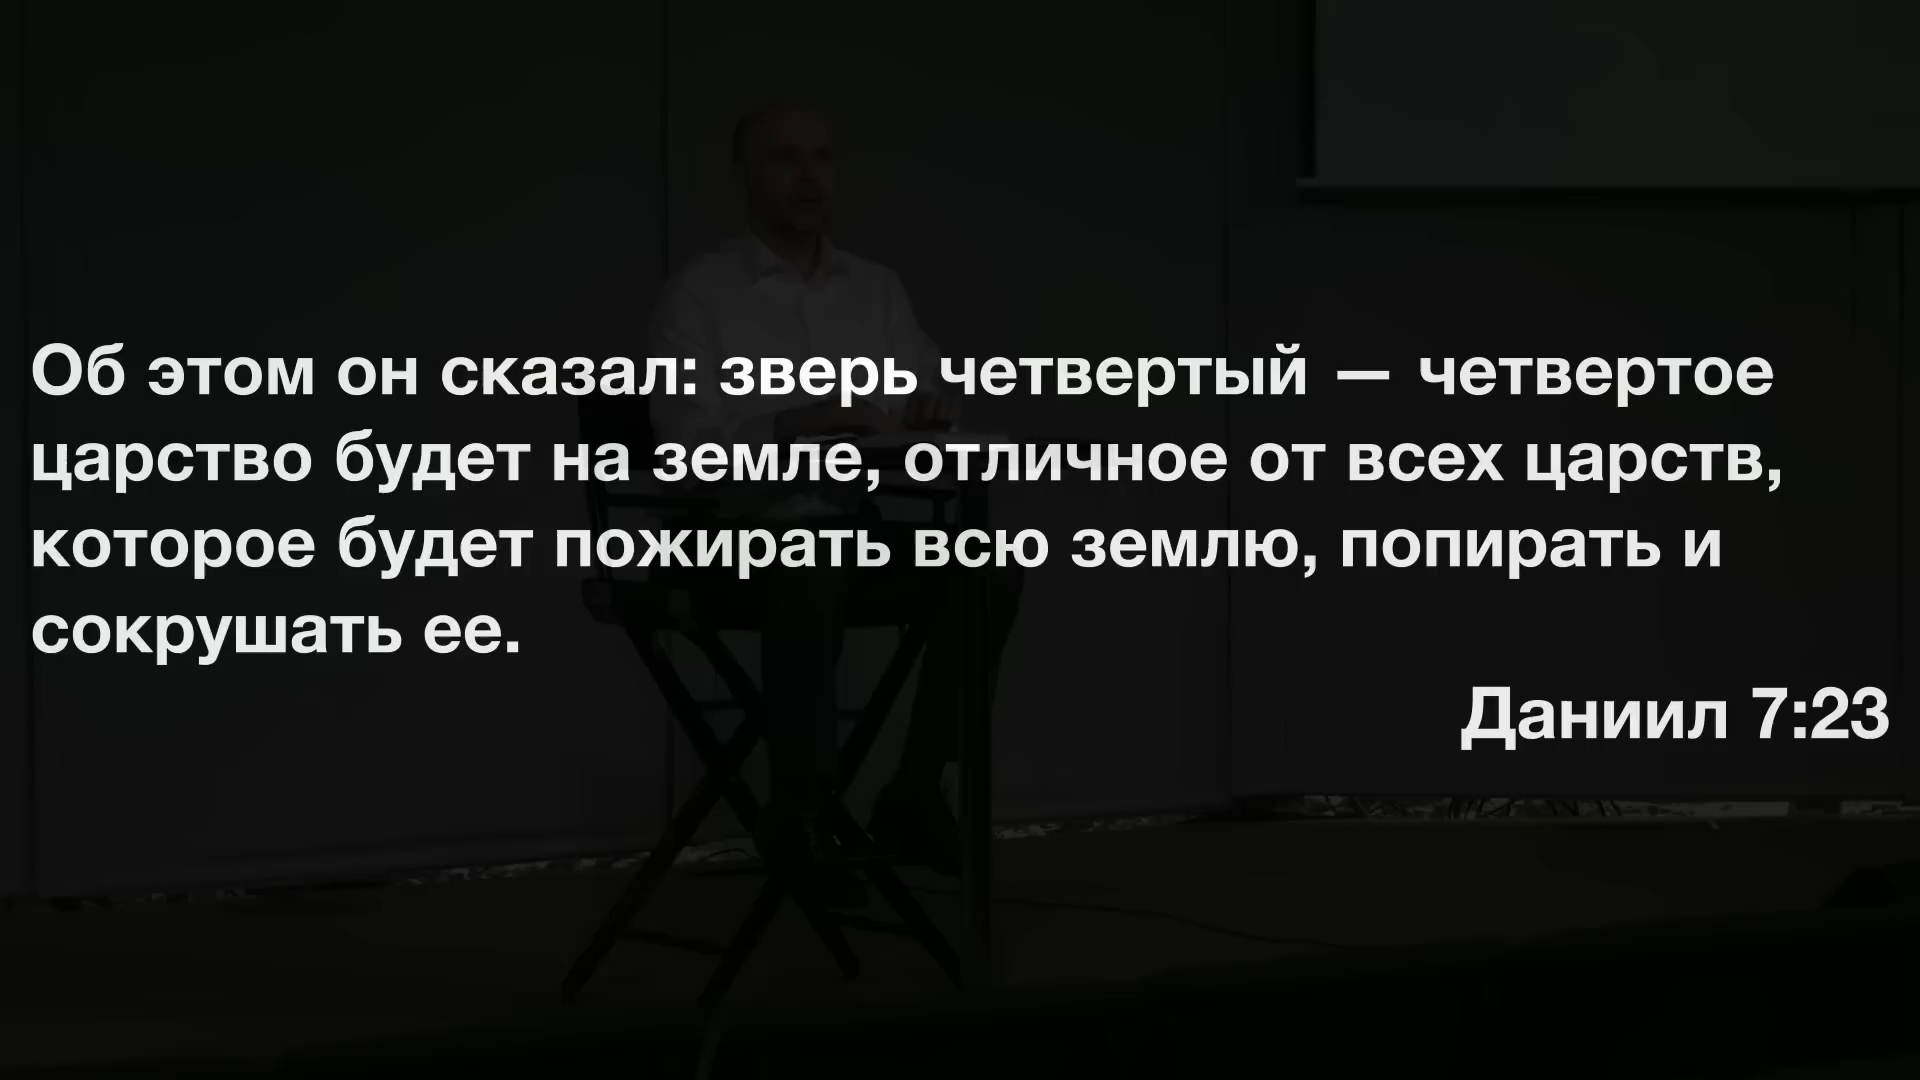 Об этом он сказал: зверь четвертый — четвертое
царство будет на земле, отличное от всех царств,
которое будет пожирать всю землю, попирать и
сокрушать ее.
Даниил 7:23